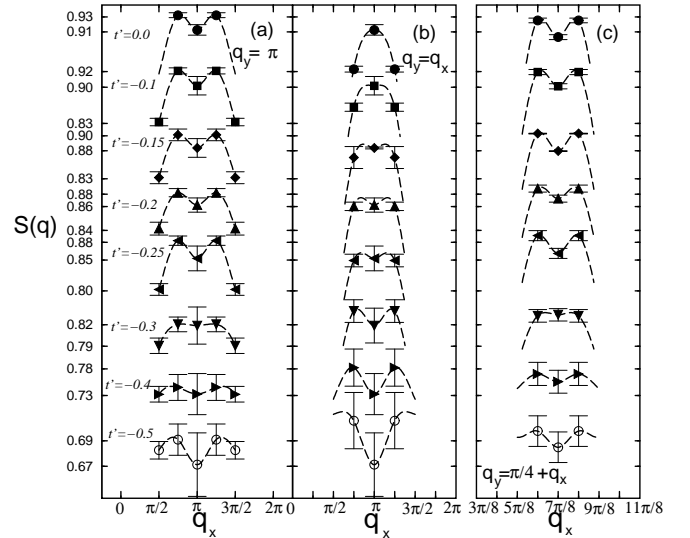 S(q)
0.93
0.91
0.92
0.90
0.83
0.90
0.88
0.83
0.88
0.86
0.84
0.88
0.85
0.80
0.82
0.79
0.78
0.73
0.69
0.67
(a)
q_y = π
t'=0.0
t'=−0.1
t'=−0.15
t'=−0.2
t'=−0.25
t'=−0.3
t'=−0.4
t'=−0.5
0 π/2 π 3π/2 2π
q_x
(b)
q_y=q_x
0 π/2 π 3π/2 2π
q_x
(c)
q_y=π/4+q_x
3π/8 5π/8 7π/8 9π/8 11π/8
q_x